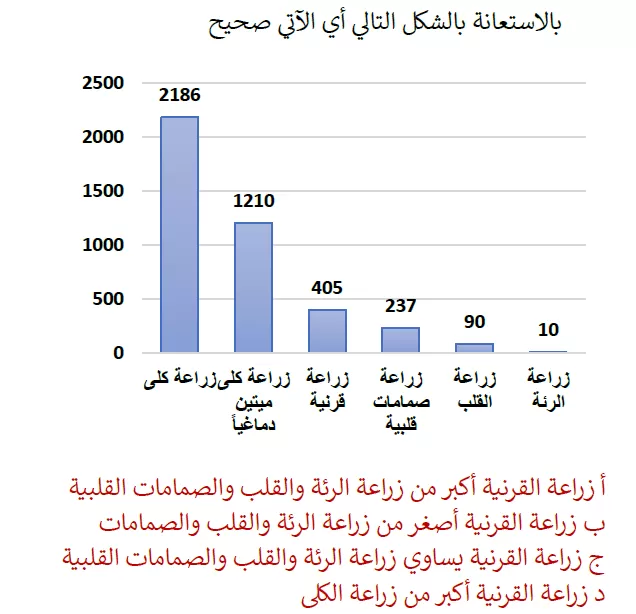 بالاستعانة بالشكل التالي أي الآتي صحيح
2500
2000
1500
1000
500
0
2186
1210
405
237
90
10
زراعة كلى
زراعة كلى
ميتين
دماغياً
زراعة
قرنية
زراعة
صمامات
قلبية
زراعة
القلب
زراعة
الرئة
أ زراعة القرنية أكبر من زراعة الرئة والقلب والصمامات القلبية
ب زراعة القرنية أصغر من زراعة الرئة والقلب والصمامات
ج زراعة القرنية يساوي زراعة الرئة والقلب والصمامات القلبية
د زراعة القرنية أكبر من زراعة الكلى